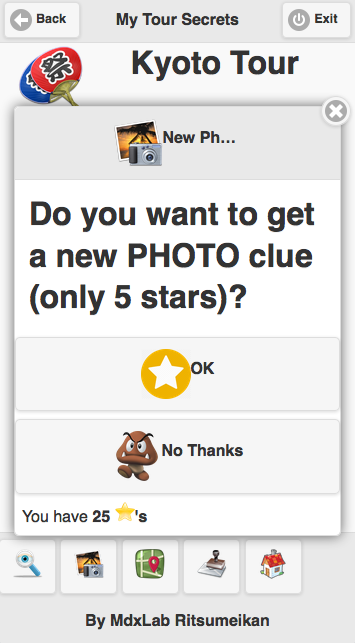 Back
My Tour Secrets
Exit
Kyoto Tour
New Ph...
Do you want to get
a new PHOTO clue
(only 5 stars)?
OK
No Thanks
You have 25 's
By MdxLab Ritsumeikan